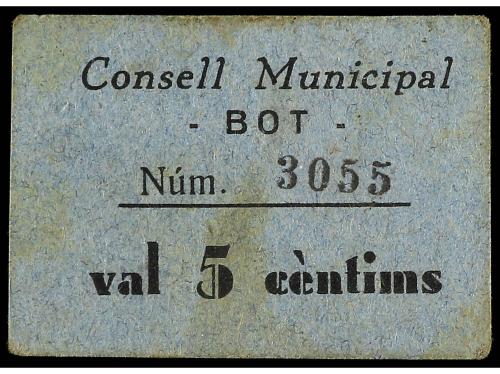 Consell Municipal
- BOT -
Núm. 3055
val 5 cèntims